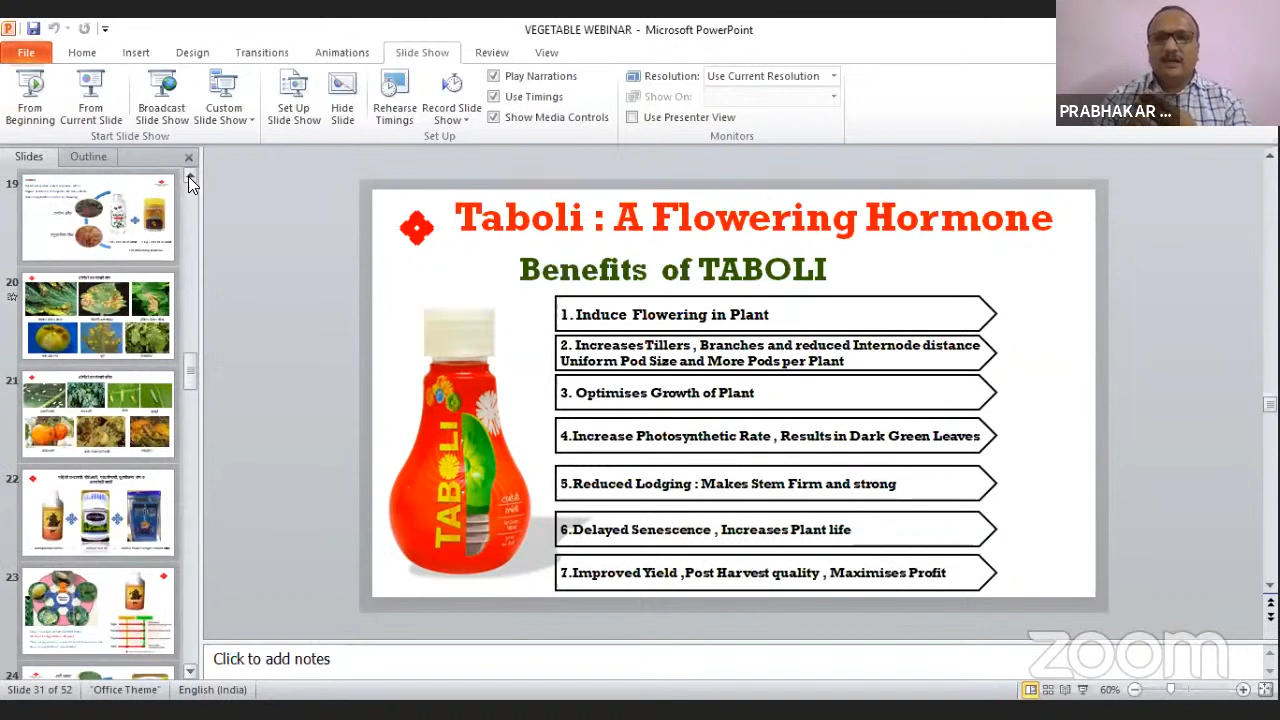 VEGETABLE WEBINAR - Microsoft PowerPoint
PRABHAKAR ...
File Home Insert Design Transitions Animations Slide Show Review View
From Beginning
From Current Slide
Broadcast Slide Show
Custom Slide Show
Start Slide Show
Set Up Slide Show
Hide Slide
Rehearse Timings
Record Slide Show
Play Narrations
Use Timings
Show Media Controls
Set Up
Resolution: Use Current Resolution
Show On:
Use Presenter View
Monitors
Slides Outline
19
20
21
22
23
24
Taboli : A Flowering Hormone
Benefits of TABOLI
TABOLI
1. Induce Flowering in Plant
2. Increases Tillers , Branches and reduced Internode distance
Uniform Pod Size and More Pods per Plant
3. Optimises Growth of Plant
4.Increase Photosynthetic Rate , Results in Dark Green Leaves
5.Reduced Lodging : Makes Stem Firm and strong
6.Delayed Senescence , Increases Plant life
7.Improved Yield ,Post Harvest quality , Maximises Profit
Click to add notes
zoom
Slide 31 of 52 "Office Theme" English (India) 60%